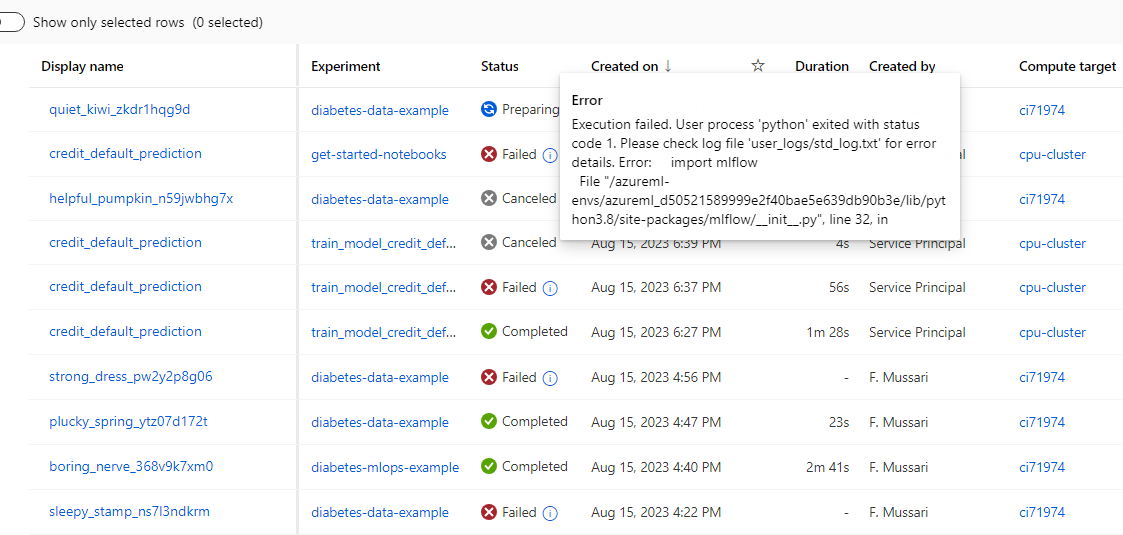 Show only selected rows (0 selected)
Display name Experiment Status Created on ↓ ☆ Duration Created by Compute target
quiet_kiwi_zkdr1hqg9d diabetes-data-example Preparing ci71974
credit_default_prediction get-started-notebooks Failed cpu-cluster
helpful_pumpkin_n59jwbhg7x diabetes-data-example Canceled ci71974
credit_default_prediction train_model_credit_def... Canceled Aug 15, 2023 6:39 PM 4s Service Principal cpu-cluster
credit_default_prediction train_model_credit_def... Failed Aug 15, 2023 6:37 PM 56s Service Principal cpu-cluster
credit_default_prediction train_model_credit_def... Completed Aug 15, 2023 6:27 PM 1m 28s Service Principal cpu-cluster
strong_dress_pw2y2p8g06 diabetes-data-example Failed Aug 15, 2023 4:56 PM - F. Mussari ci71974
plucky_spring_ytz07d172t diabetes-data-example Completed Aug 15, 2023 4:47 PM 23s F. Mussari ci71974
boring_nerve_368v9k7xm0 diabetes-mlops-example Completed Aug 15, 2023 4:40 PM 2m 41s F. Mussari ci71974
sleepy_stamp_ns7l3ndkrm diabetes-data-example Failed Aug 15, 2023 4:22 PM - F. Mussari ci71974
Error
Execution failed. User process 'python' exited with status
code 1. Please check log file 'user_logs/std_log.txt' for error
details. Error: import mlflow
File "/azureml-
envs/azureml_d50521589999e2f40bae5e639db90b3e/lib/py
thon3.8/site-packages/mlflow/__init__.py", line 32, in